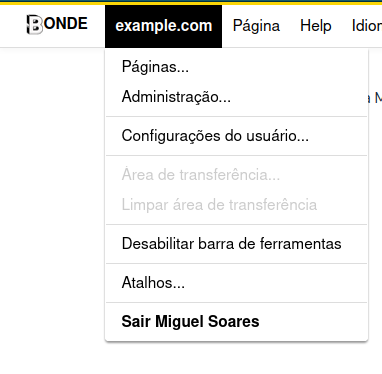 BONDE example.com Página Help Idion
a M
Páginas...
Administração...
Configurações do usuário...
Área de transferência...
Limpar área de transferência
Desabilitar barra de ferramentas
Atalhos...
Sair Miguel Soares